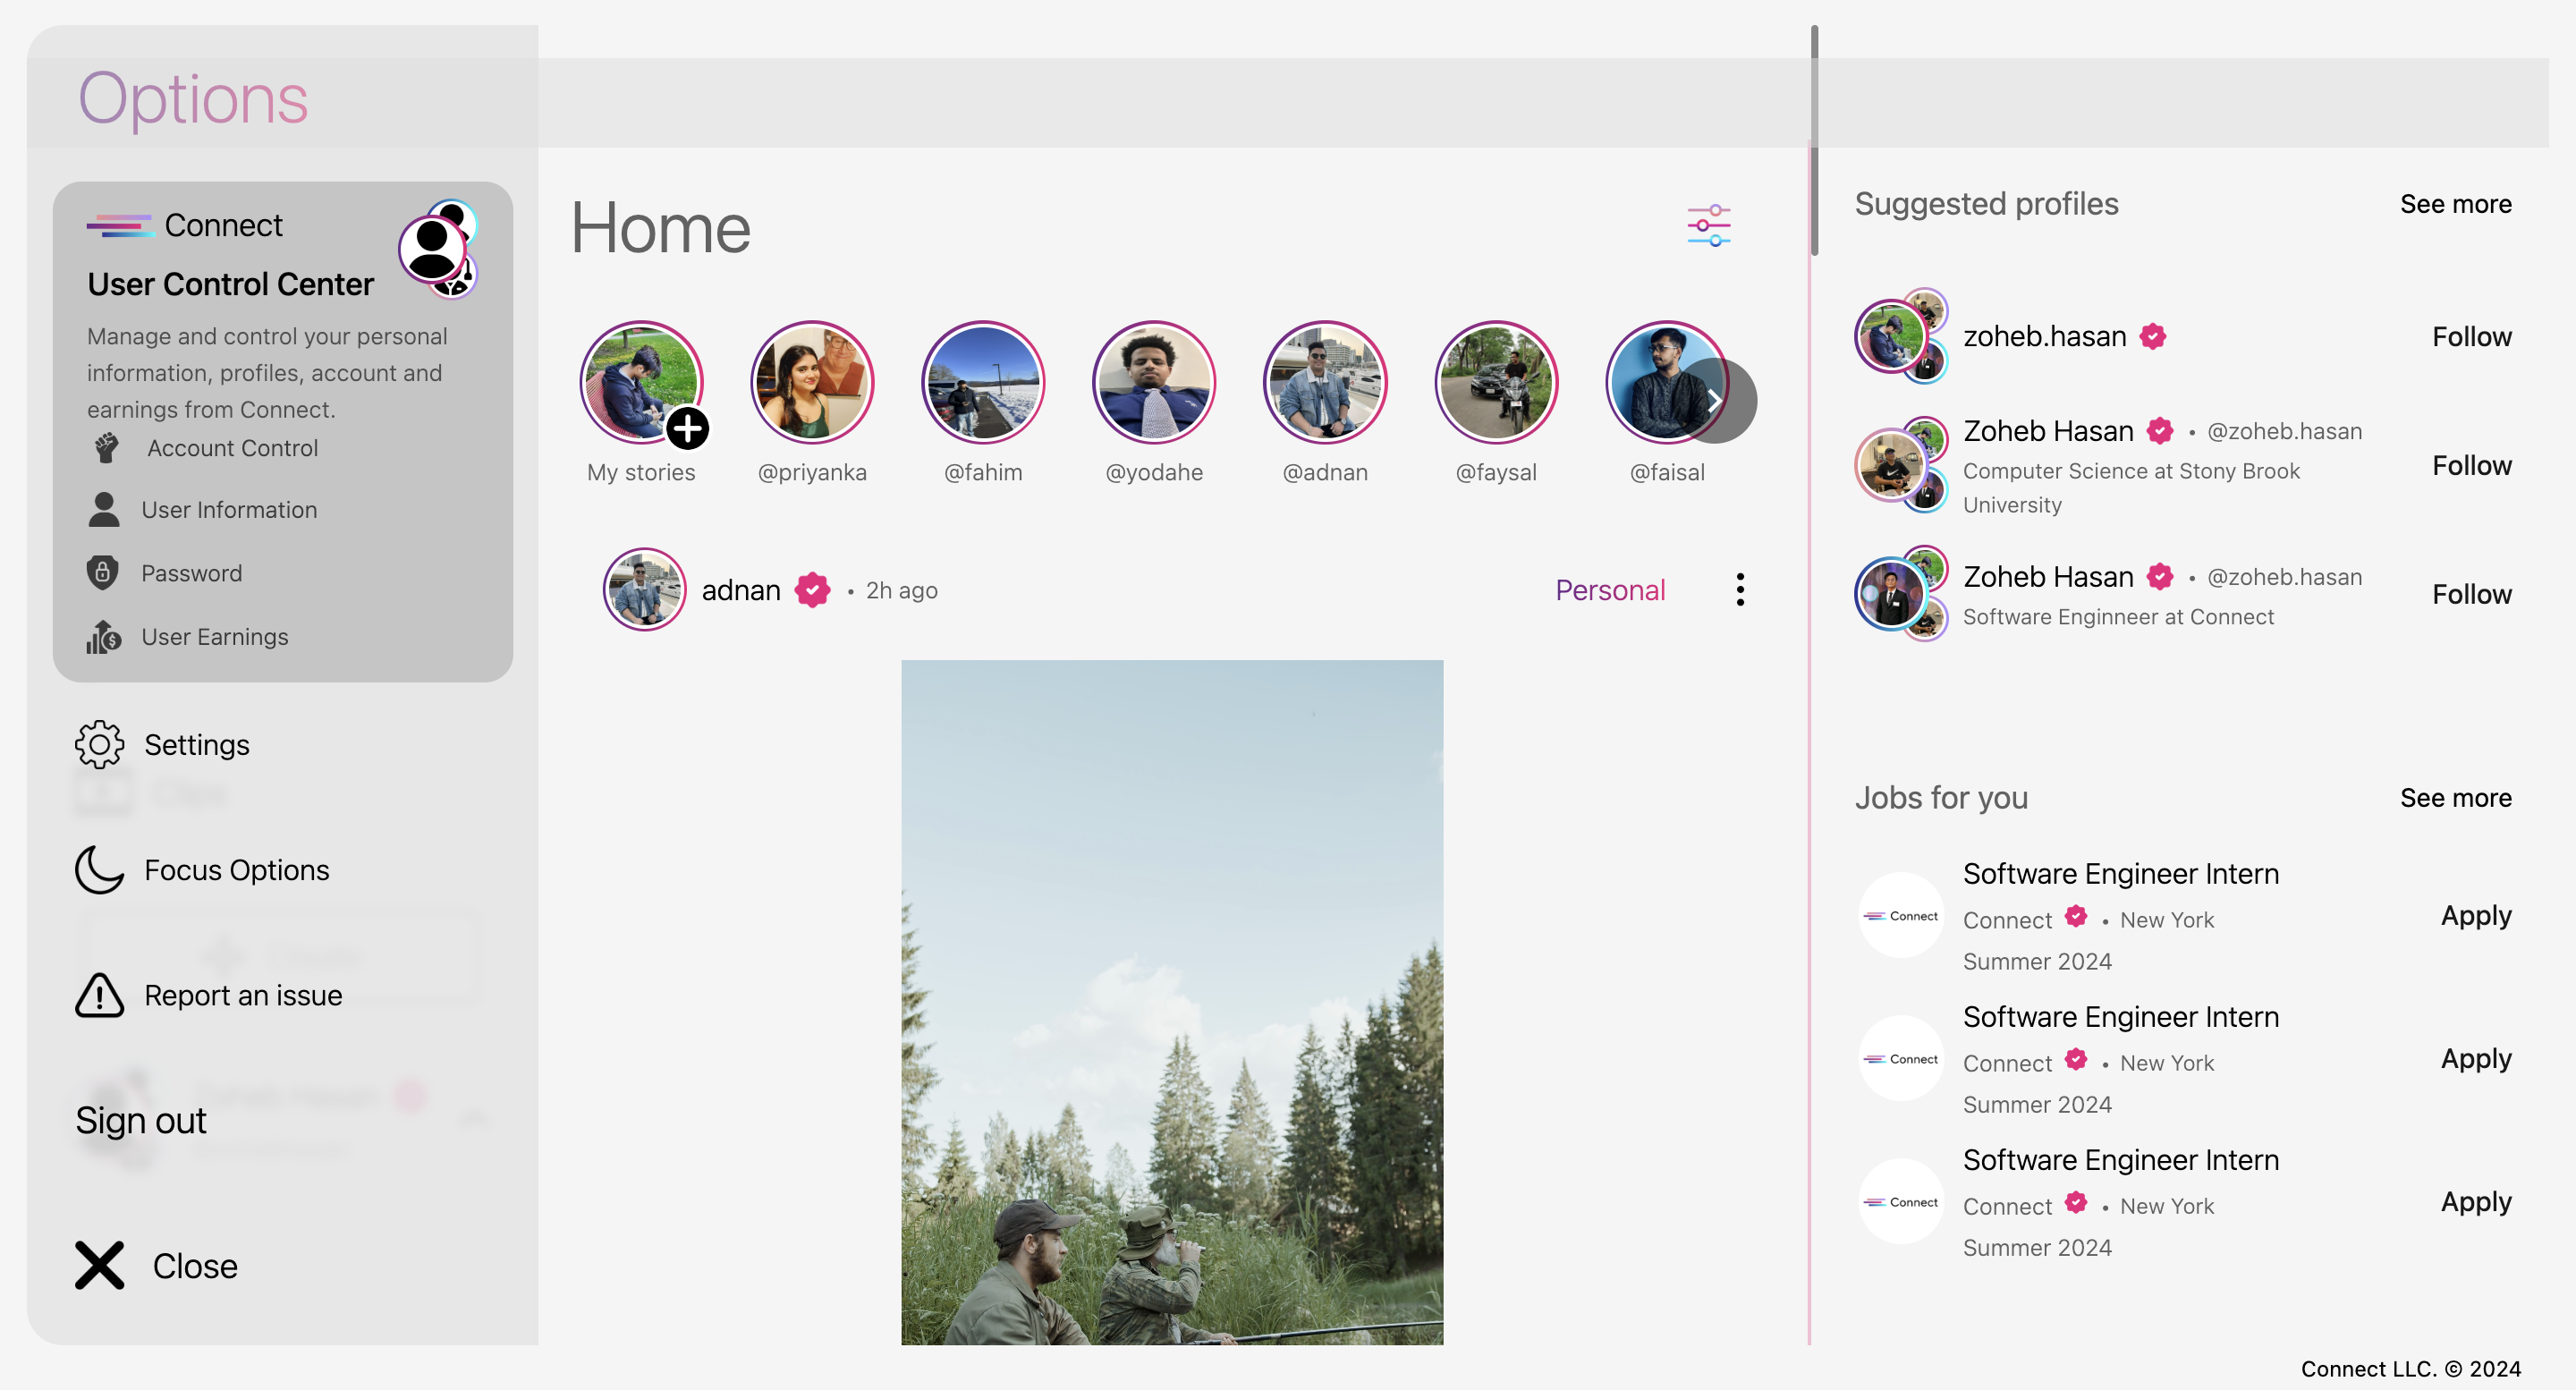 Options
Connect
User Control Center
Manage and control your personal
information, profiles, account and
earnings from Connect.
Account Control
User Information
Password
User Earnings
Settings
Clips
Focus Options
Create
Report an issue
Zoheb Hasan
Sign out
Close
Home
My stories
@priyanka
@fahim
@yodahe
@adnan
@faysal
@faisal
adnan • 2h ago
Personal
Suggested profiles
See more
zoheb.hasan
Follow
Zoheb Hasan • @zoheb.hasan
Computer Science at Stony Brook
University
Follow
Zoheb Hasan • @zoheb.hasan
Software Enginneer at Connect
Follow
Jobs for you
See more
Connect
Software Engineer Intern
Connect • New York
Summer 2024
Apply
Connect
Software Engineer Intern
Connect • New York
Summer 2024
Apply
Connect
Software Engineer Intern
Connect • New York
Summer 2024
Apply
Connect LLC. © 2024